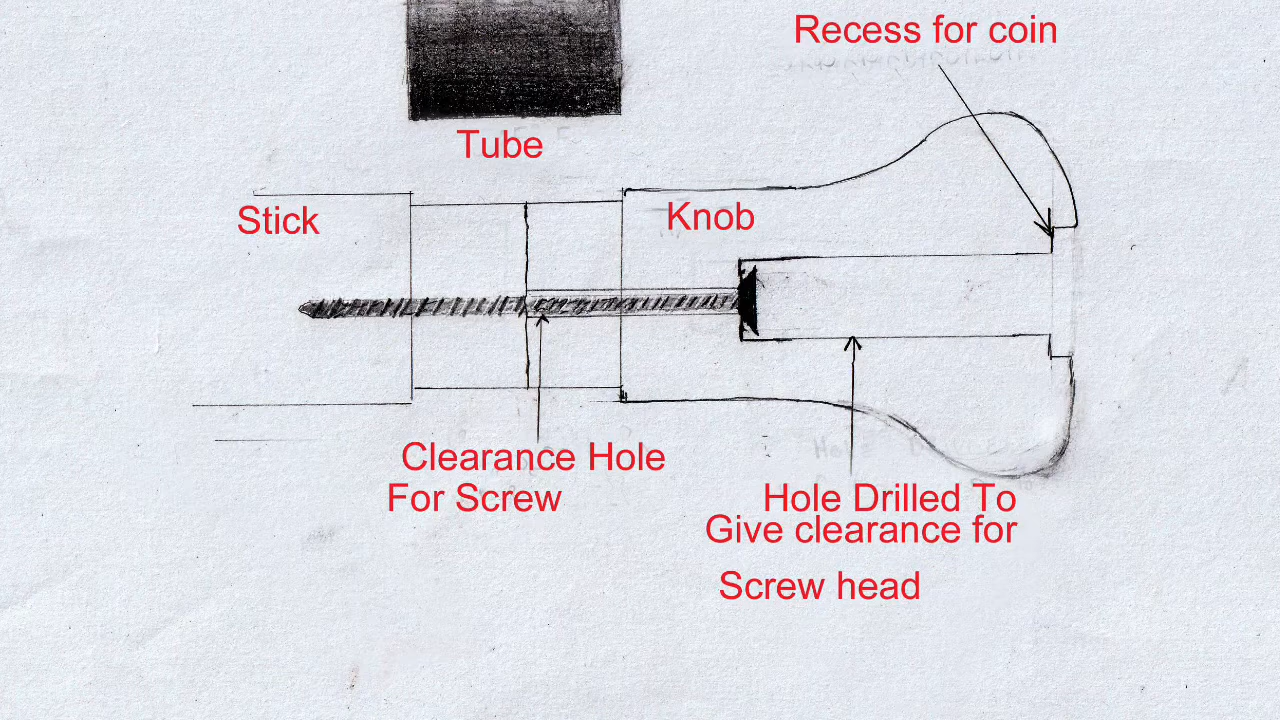 Recess for coin
Tube
Stick
Knob
Clearance Hole
For Screw
Hole Drilled To
Give clearance for
Screw head